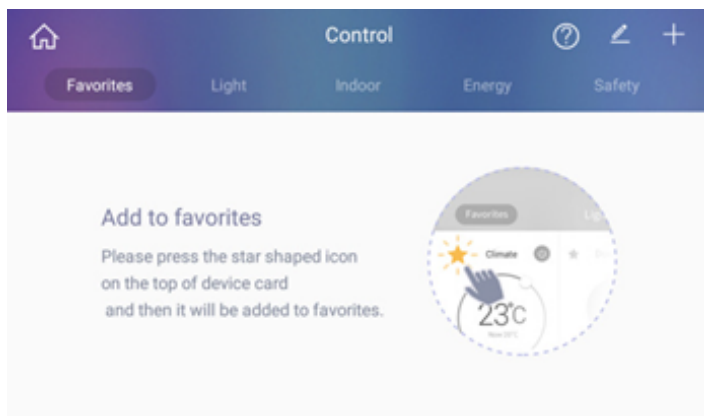 Control
Favorites Light Indoor Energy Safety
Add to favorites
Please press the star shaped icon
on the top of device card
and then it will be added to favorites.
Favorites
Climate
23°C